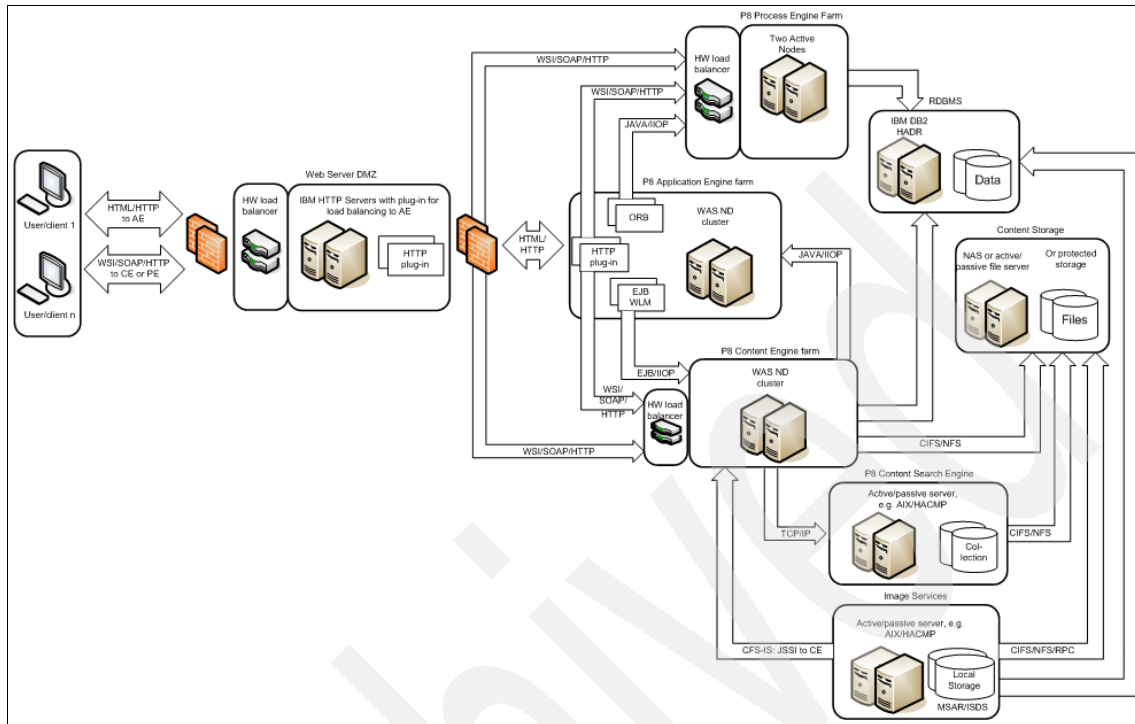 P8 Process Engine Farm
HW load
balancer
Two Active
Nodes
WSI/SOAP/HTTP
WSI/SOAP/HTTP
JAVA/IIOP
RDBMS
IBM DB2
HADR
Data
User/client 1
User/client n
HTML/HTTP
to AE
WSI/SOAP/HTTP
to CE or PE
Web Server DMZ
HW load
balancer
IBM HTTP Servers with plug-in for
load balancing to AE
HTTP
plug-in
HTML/
HTTP
P8 Application Engine farm
ORB
WAS ND
cluster
HTTP
plug-in
EJB
WLM
JAVA/IIOP
Content Storage
NAS or active/
passive file server
Or protected
storage
Files
P8 Content Engine farm
EJB/IIOP
WAS ND
cluster
WSI/
SOAP/
HTTP
HW load
balancer
WSI/SOAP/HTTP
CIFS/NFS
P8 Content Search Engine
Active/passive server,
e.g. AIX/HACMP
TCP/IP
Col-
lection
CIFS/NFS
Image Services
Active/passive server, e.g.
AIX/HACMP
CFS-IS: JSSI to CE
CIFS/NFS/RPC
Local
Storage
MSAR/ISDS
hived